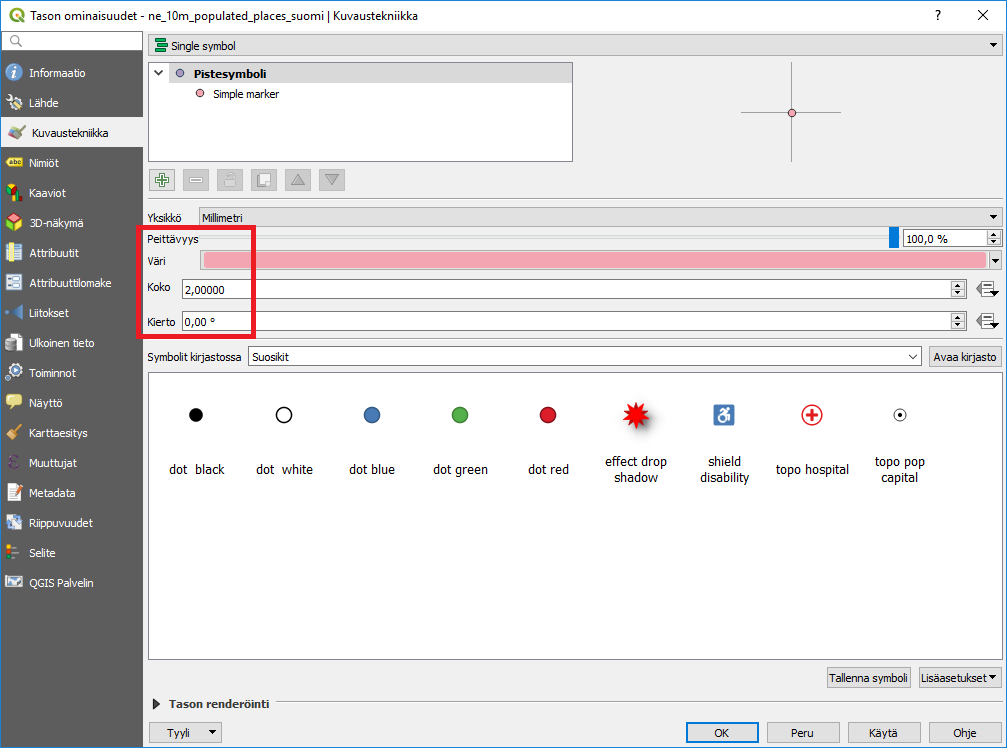 Tason ominaisuudet - ne_10m_populated_places_suomi | Kuvaustekniikka
?
Single symbol
Informaatio
Lähde
Kuvaustekniikka
Nimiöt
Kaaviot
3D-näkymä
Attribuutit
Attribuuttilomake
Liitokset
Ulkoinen tieto
Toiminnot
Näyttö
Karttaesitys
Muuttujat
Metadata
Riippuvuudet
Selite
QGIS Palvelin
Pistesymboli
Simple marker
Yksikkö Millimetri
Peittävyys 100,0 %
Väri
Koko 2,00000
Kierto 0,00 °
Symbolit kirjastossa Suosikit Avaa kirjasto
dot black
dot white
dot blue
dot green
dot red
effect drop
shadow
shield
disability
topo hospital
topo pop
capital
Tallenna symboli Lisäasetukset
Tason renderöinti
Tyyli OK Peru Käytä Ohje